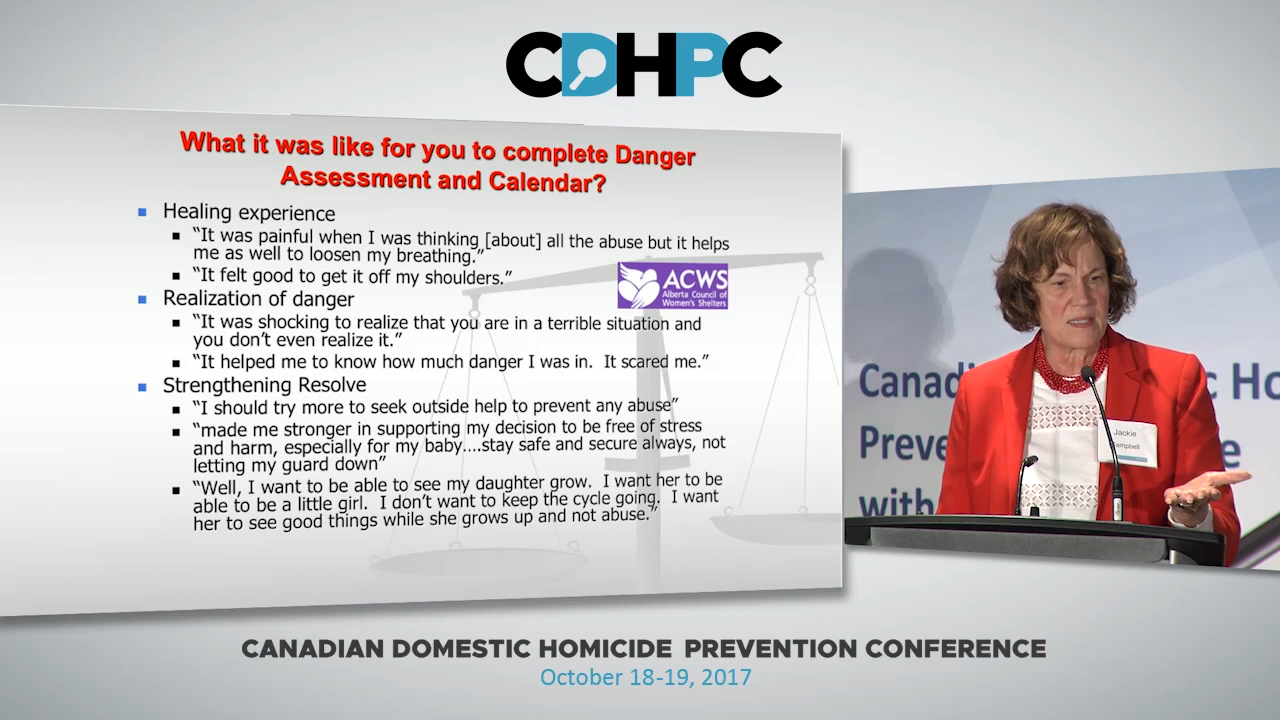 CDHPC
What it was like for you to complete Danger
Assessment and Calendar?
Healing experience
“It was painful when I was thinking [about] all the abuse but it helps
me as well to loosen my breathing.”
“It felt good to get it off my shoulders.”
ACWS
Alberta Council of
Women's Shelters
Realization of danger
“It was shocking to realize that you are in a terrible situation and
you don’t even realize it.”
“It helped me to know how much danger I was in. It scared me.”
Strengthening Resolve
“I should try more to seek outside help to prevent any abuse”
“made me stronger in supporting my decision to be free of stress
and harm, especially for my baby....stay safe and secure always, not
letting my guard down”
“Well, I want to be able to see my daughter grow. I want her to be
able to be a little girl. I don’t want to keep the cycle going. I want
her to see good things while she grows up and not abuse.”
with
Jackie
Campbell
CANADIAN DOMESTIC HOMICIDE PREVENTION CONFERENCE
October 18-19, 2017